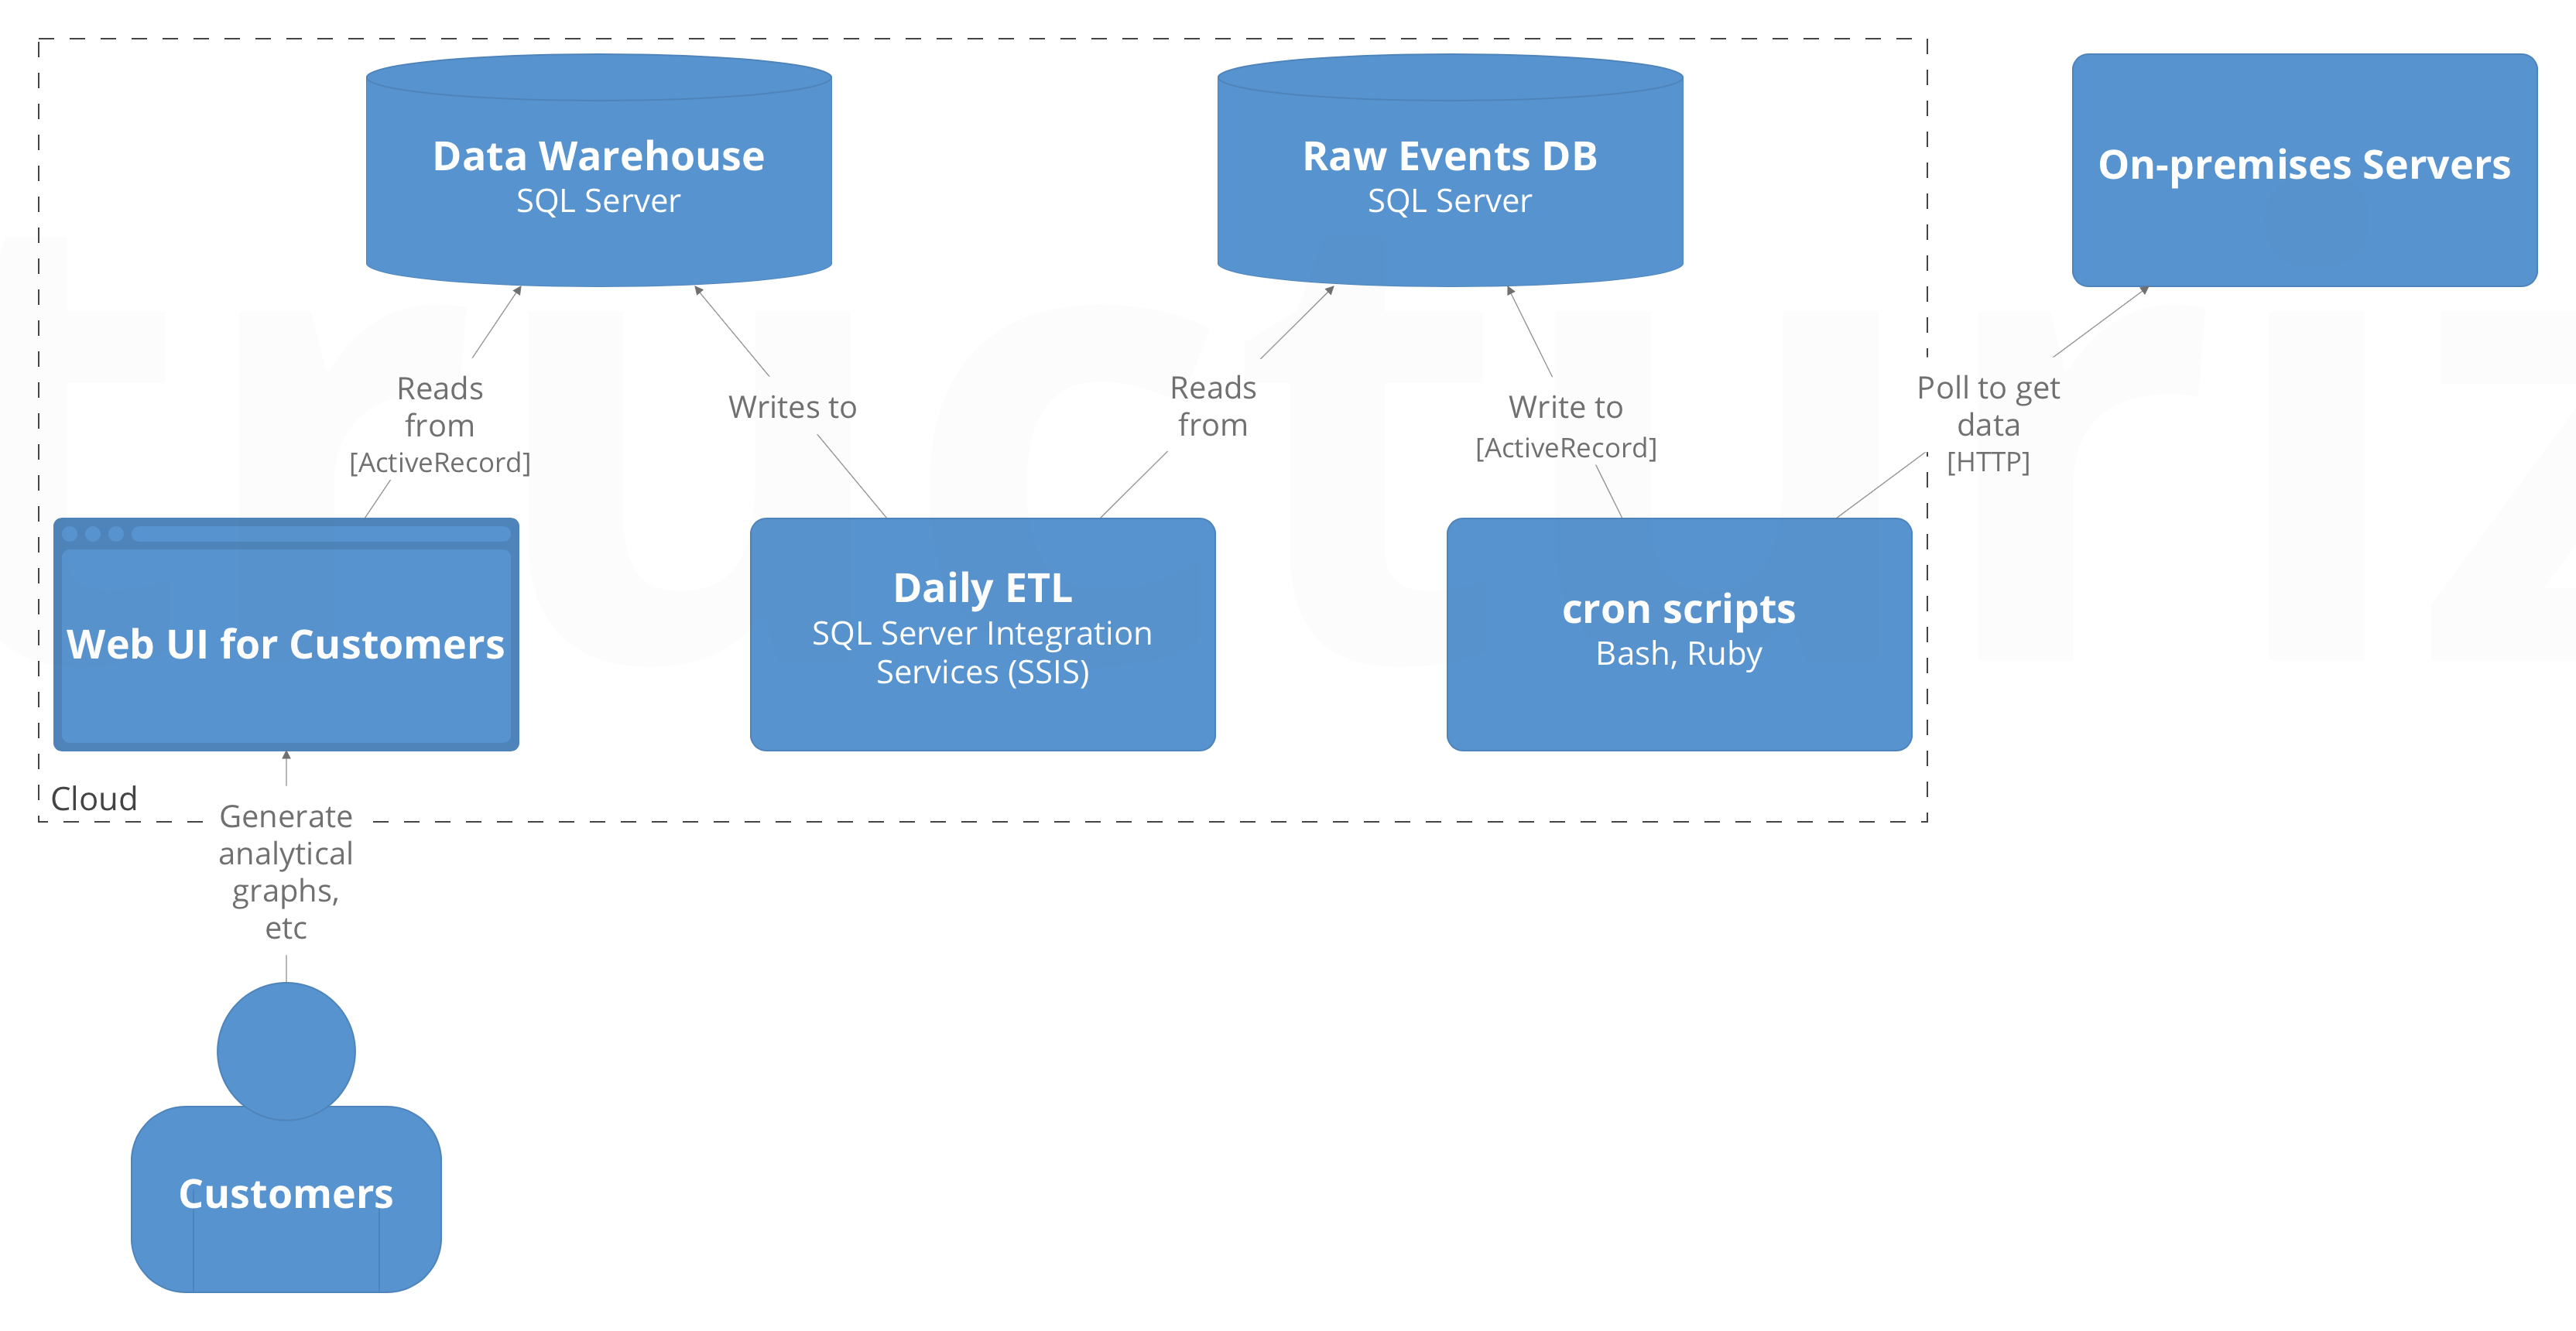 Data Warehouse
SQL Server
Raw Events DB
SQL Server
On-premises Servers
Reads
from
[ActiveRecord]
Writes to
Reads
from
Write to
[ActiveRecord]
Poll to get
data
[HTTP]
Web UI for Customers
Daily ETL
SQL Server Integration
Services (SSIS)
cron scripts
Bash, Ruby
Cloud
Generate
analytical
graphs,
etc
Customers